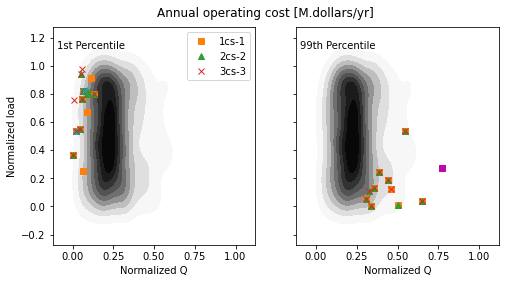 Annual operating cost [M.dollars/yr]
1st Percentile
1cs-1
2cs-2
3cs-3
99th Percentile
Normalized load
1.2
1.0
0.8
0.6
0.4
0.2
0.0
−0.2
0.00 0.25 0.50 0.75 1.00
0.00 0.25 0.50 0.75 1.00
Normalized Q
Normalized Q